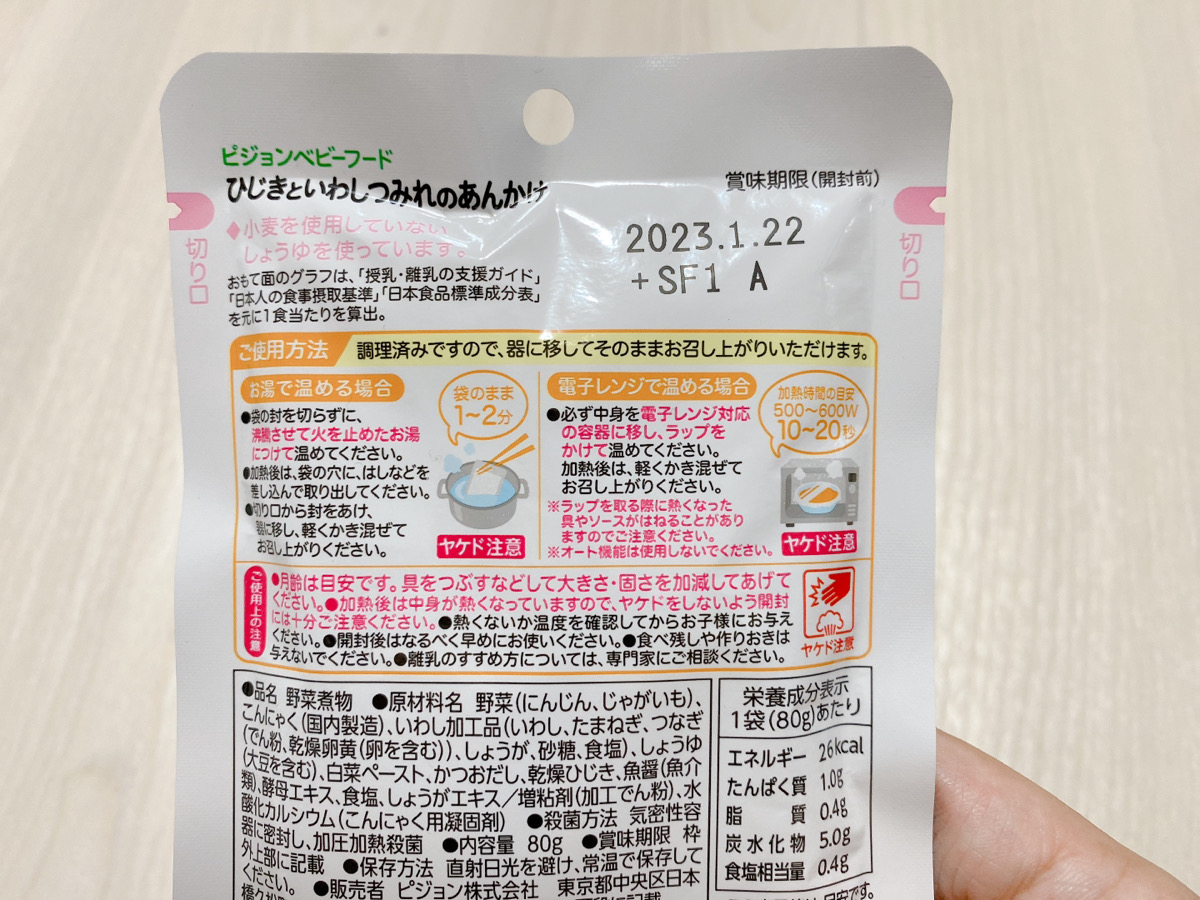 ピジョンベビーフード
ひじきといわしつみれのあんかけ
◆小麦を使用していない
しょうゆを使っています。
おもて面のグラフは、「授乳・離乳の支援ガイド」
「日本人の食事摂取基準」「日本食品標準成分表」
を元に1食当たりを算出。
賞味期限(開封前)
2023.1.22
+SF1 A
切り口
切り口
ご使用方法 調理済みですので、器に移してそのままお召し上がりいただけます。
お湯で温める場合
袋のまま
1〜2分
●袋の封を切らずに、
沸騰させて火を止めたお湯
につけて温めてください。
●加熱後は、袋の穴に、はしなどを
差し込んで取り出してください。
●切り口から封をあけ、
器に移し、軽くかき混ぜて
お召し上がりください。
ヤケド注意
電子レンジで温める場合
加熱時間の目安
500〜600W
10〜20秒
●必ず中身を電子レンジ対応
の容器に移し、ラップを
かけて温めてください。
加熱後は、軽くかき混ぜて
お召し上がりください。
※ラップを取る際に熱くなった
具やソースがはねることがあり
ますのでご注意ください。
※オート機能は使用しないでください。
ヤケド注意
ご使用上の注意
●月齢は目安です。具をつぶすなどして大きさ・固さを加減してあげて
ください。●加熱後は中身が熱くなっていますので、ヤケドをしないよう開封
には十分ご注意ください。●熱くないか温度を確認してからお子様にお与え
ください。●開封後はなるべく早めにお使いください。●食べ残しや作りおきは
与えないでください。●離乳のすすめ方については、専門家にご相談ください。
ヤケド注意
●品名 野菜煮物 ●原材料名 野菜(にんじん、じゃがいも)、
こんにゃく(国内製造)、いわし加工品(いわし、たまねぎ、つなぎ
(でん粉、乾燥卵黄(卵を含む))、しょうが、砂糖、食塩)、しょうゆ
(大豆を含む)、白菜ペースト、かつおだし、乾燥ひじき、魚醤(魚介
類)、酵母エキス、食塩、しょうがエキス/増粘剤(加工でん粉)、水
酸化カルシウム(こんにゃく用凝固剤) ●殺菌方法 気密性容
器に密封し、加圧加熱殺菌 ●内容量 80g ●賞味期限 枠
外上部に記載 ●保存方法 直射日光を避け、常温で保存して
ください。 ●販売者 ピジョン株式会社 東京都中央区日本
栄養成分表示
1袋(80g)あたり
エネルギー 26kcal
たんぱく質 1.0g
脂質 0.4g
炭水化物 5.0g
食塩相当量 0.4g